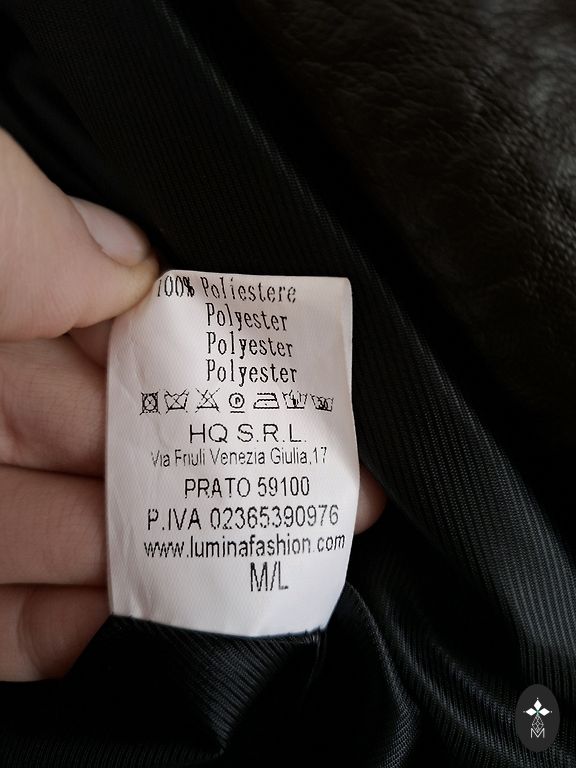 100% Poliestere
Polyester
Polyester
Polyester
HQ S.R.L.
Via Friuli Venezia Giulia,17
PRATO 59100
P.IVA 02365390976
www.luminafashion.com
M/L
M